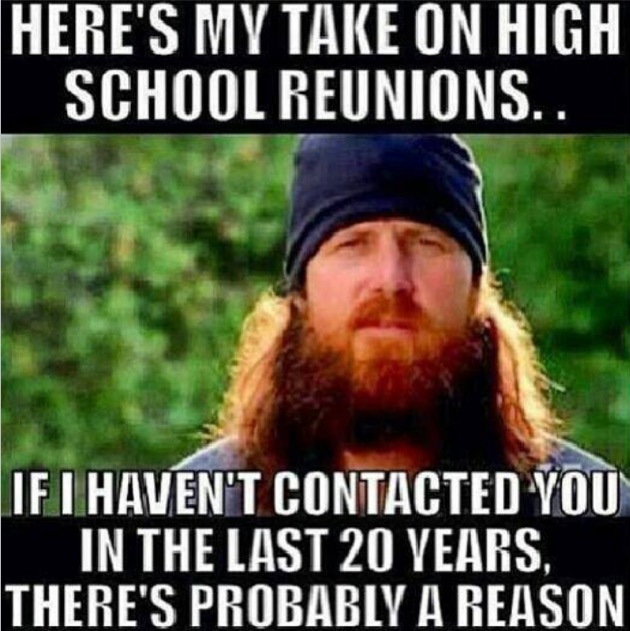 HERE'S MY TAKE ON HIGH
SCHOOL REUNIONS. .
IF I HAVEN'T CONTACTED YOU
IN THE LAST 20 YEARS,
THERE'S PROBABLY A REASON